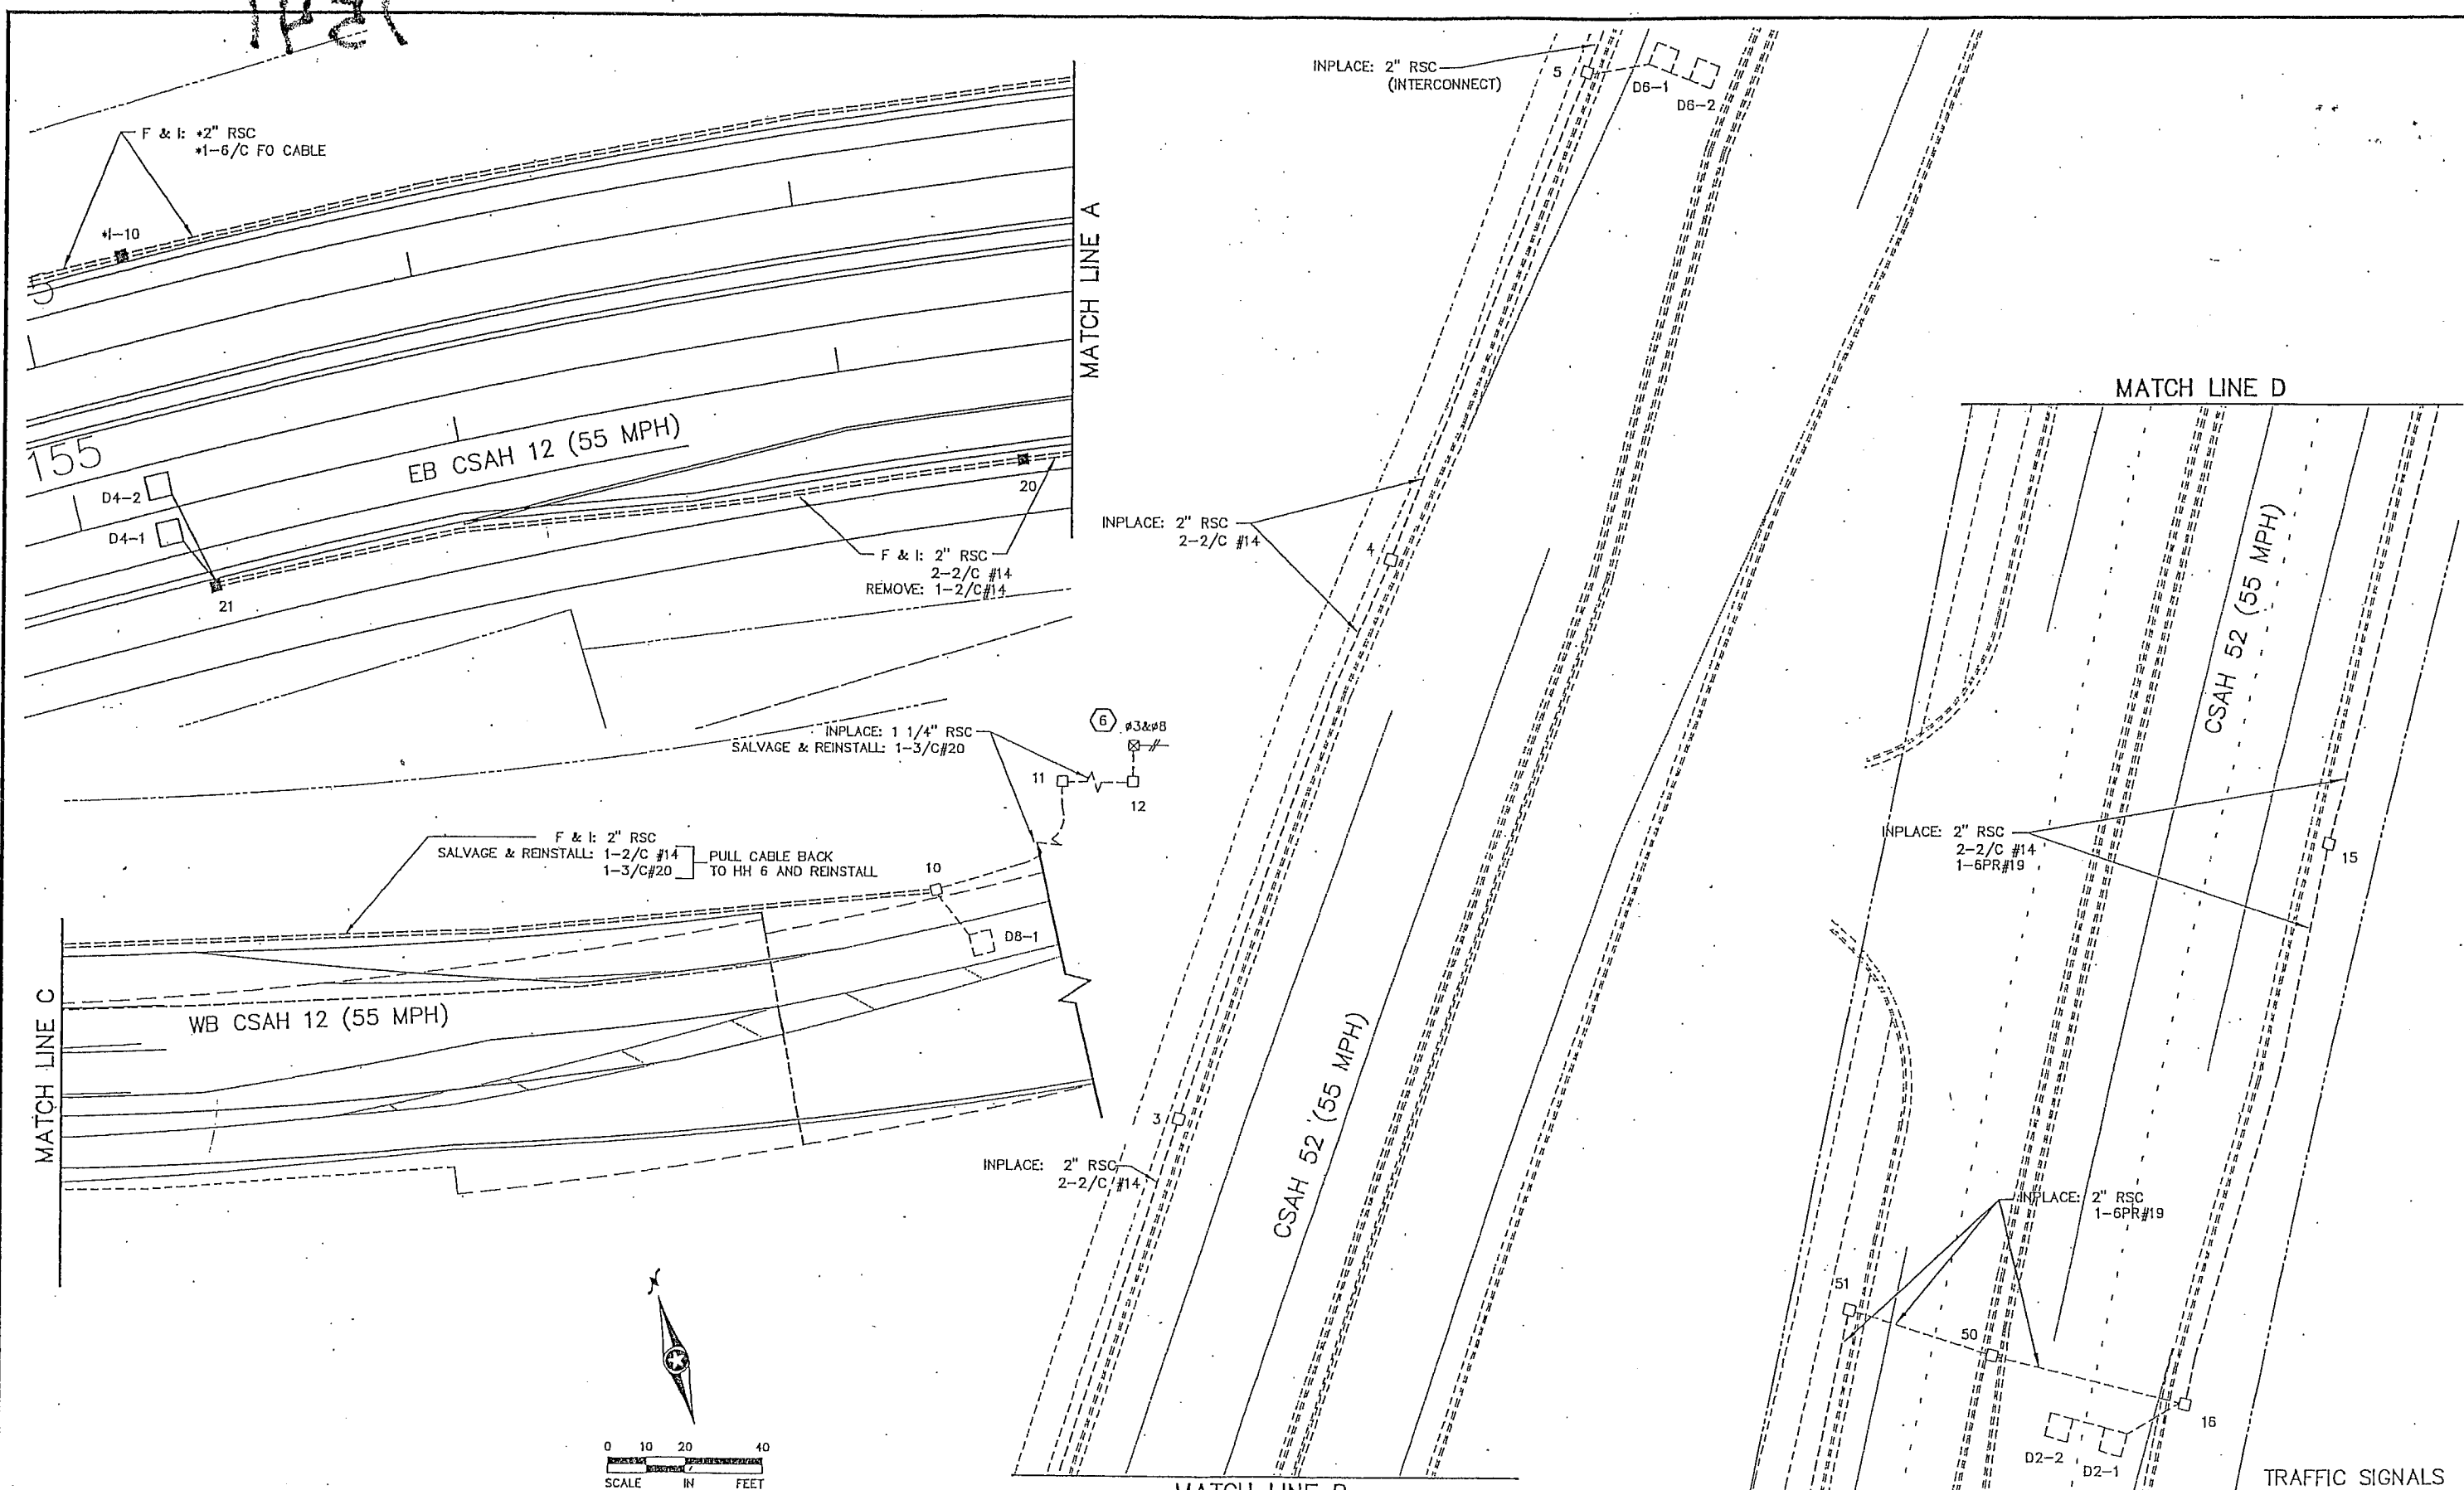 F & I: *2" RSC
*1-6/C FO CABLE
*I-10
MATCH LINE A
155
D4-2
D4-1
EB CSAH 12 (55 MPH)
20
21
F & I: 2" RSC
2-2/C #14
REMOVE: 1-2/C#14
INPLACE: 1 1/4" RSC
SALVAGE & REINSTALL: 1-3/C#20
6
ø3&ø8
11
12
F & I: 2" RSC
SALVAGE & REINSTALL: 1-2/C #14
1-3/C#20
PULL CABLE BACK
TO HH 6 AND REINSTALL
10
D8-1
MATCH LINE C
WB CSAH 12 (55 MPH)
0 10 20 40
SCALE IN FEET
INPLACE: 2" RSC
(INTERCONNECT)
5
D6-1
D6-2
INPLACE: 2" RSC
2-2/C #14
4
3
INPLACE: 2" RSC
2-2/C #14
CSAH 52 (55 MPH)
MATCH LINE
MATCH LINE D
CSAH 52 (55 MPH)
INPLACE: 2" RSC
2-2/C #14
1-6PR#19
15
INPLACE: 2" RSC
1-6PR#19
51
50
16
D2-2
D2-1
TRAFFIC SIGNALS